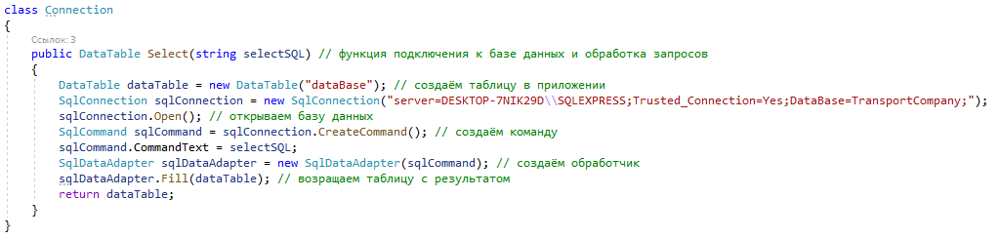 class Connection
{
Ссылок: 3
public DataTable Select(string selectSQL) // функция подключения к базе данных и обработка запросов
{
DataTable dataTable = new DataTable("dataBase"); // создаём таблицу в приложении
SqlConnection sqlConnection = new SqlConnection("server=DESKTOP-7NIK29D\\SQLEXPRESS;Trusted_Connection=Yes;DataBase=TransportCompany;");
sqlConnection.Open(); // открываем базу данных
SqlCommand sqlCommand = sqlConnection.CreateCommand(); // создаём команду
sqlCommand.CommandText = selectSQL;
SqlDataAdapter sqlDataAdapter = new SqlDataAdapter(sqlCommand); // создаём обработчик
sqlDataAdapter.Fill(dataTable); // возращаем таблицу с результатом
return dataTable;
}
}